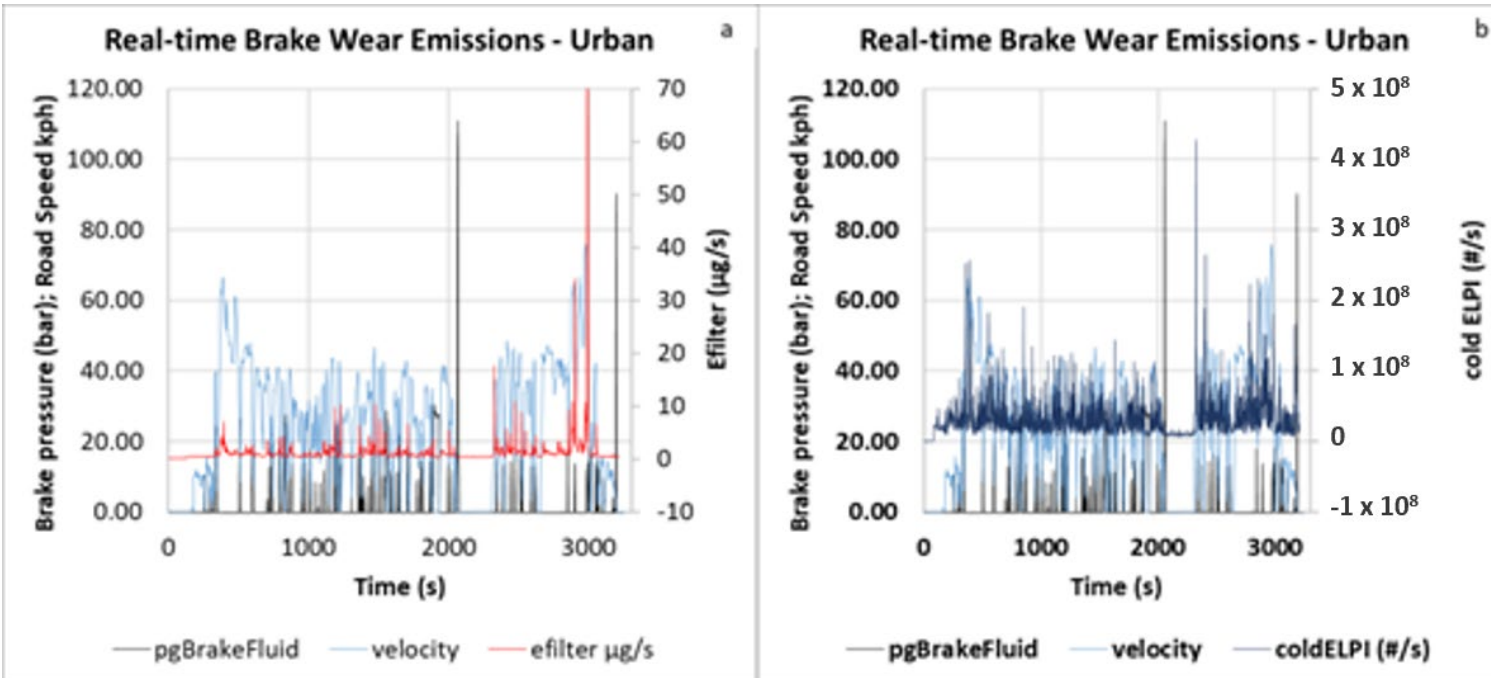 Real-time Brake Wear Emissions - Urban
a
Brake pressure (bar); Road Speed kph)
120.00
100.00
80.00
60.00
40.00
20.00
0.00
70
60
50
40
30
20
10
0
-10
Efilter (µg/s)
0 1000 2000 3000
Time (s)
pgBrakeFluid velocity efilter µg/s
Real-time Brake Wear Emissions - Urban
b
Brake pressure (bar); Road Speed kph)
120.00
100.00
80.00
60.00
40.00
20.00
0.00
5 x 10⁸
4 x 10⁸
3 x 10⁸
2 x 10⁸
1 x 10⁸
0
-1 x 10⁸
cold ELPI (#/s)
0 1000 2000 3000
Time (s)
pgBrakeFluid velocity coldELPI (#/s)